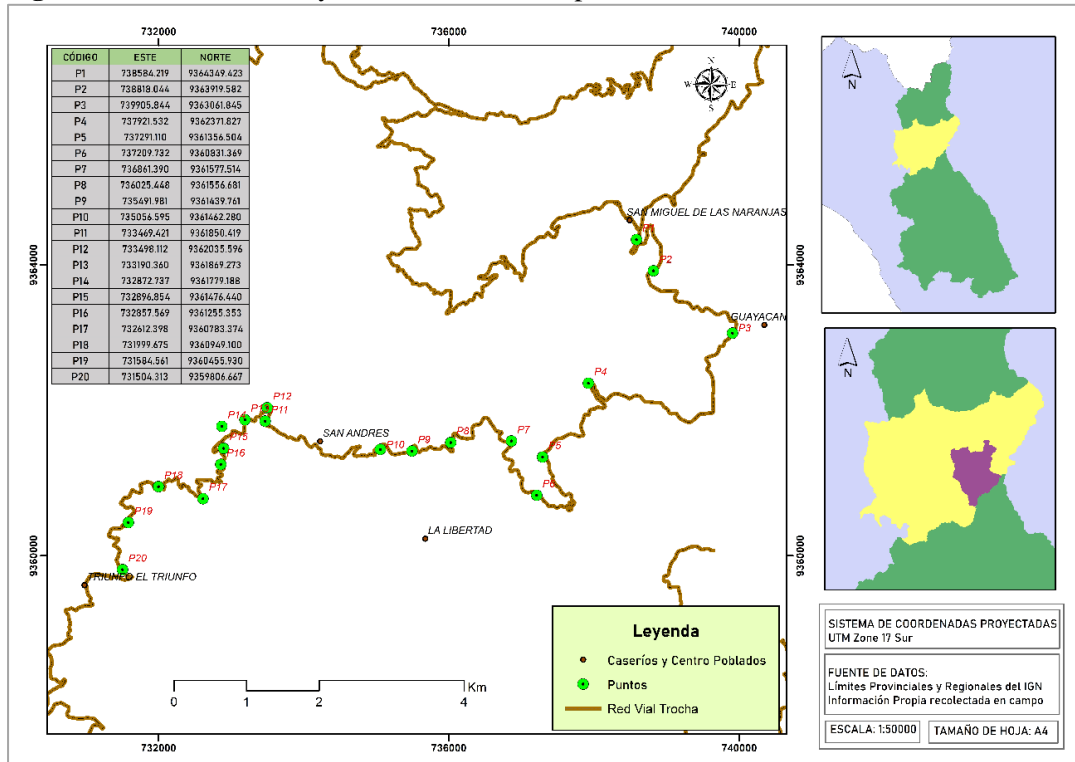 732000 736000 740000
CÓDIGO ESTE NORTE
P1 738584.219 9364349.423
P2 738818.044 9363919.582
P3 739905.844 9363061.845
P4 737921.532 9362371.827
P5 737291.110 9361356.504
P6 737209.732 9360831.369
P7 736861.390 9361577.514
P8 736025.448 9361556.681
P9 735491.981 9361439.761
P10 735056.595 9361462.280
P11 733469.421 9361850.419
P12 733498.112 9362035.596
P13 733190.360 9361869.273
P14 732872.737 9361779.188
P15 732896.854 9361476.440
P16 732857.569 9361255.353
P17 732612.398 9360783.374
P18 731999.675 9360949.100
P19 731584.561 9360455.930
P20 731504.313 9359806.667
N
W E
S
SAN MIGUEL DE LAS NARANJAS
P1
9364000 9364000
P2
GUAYACAN
P3
P4
P12
P11
P14
SAN ANDRES
P15
P10 P9 P8 P7
P5
P16
P18 P17
P6
P19
LA LIBERTAD
9360000 9360000
P20
TRIUNFO EL TRIUNFO
Leyenda
Caseríos y Centro Poblados
Puntos
Red Vial Trocha
Km
0 1 2 4
732000 736000 740000
N
N
SISTEMA DE COORDENADAS PROYECTADAS
UTM Zone 17 Sur
FUENTE DE DATOS:
Límites Provinciales y Regionales del IGN
Información Propia recolectada en campo
ESCALA: 1:50000 TAMAÑO DE HOJA: A4